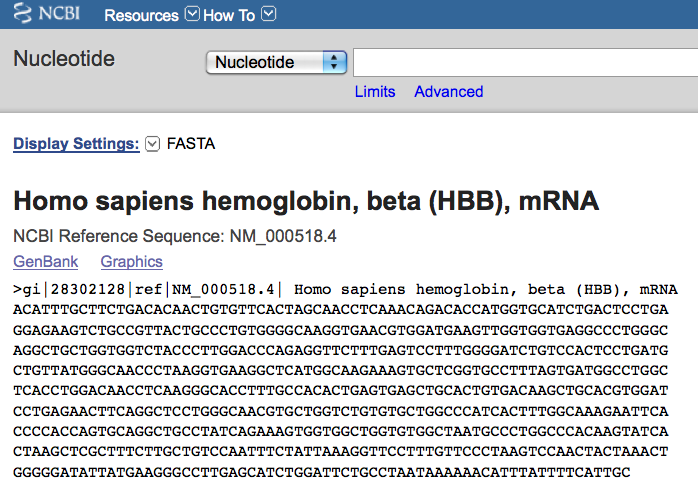 NCBI Resources How To
Nucleotide Nucleotide
Limits Advanced
Display Settings: FASTA
Homo sapiens hemoglobin, beta (HBB), mRNA
NCBI Reference Sequence: NM_000518.4
GenBank Graphics
>gi|28302128|ref|NM_000518.4| Homo sapiens hemoglobin, beta (HBB), mRNA
ACATTTGCTTCTGACACAACTGTGTTCACTAGCAACCTCAAACAGACACCATGGTGCATCTGACTCCTGA
GGAGAAGTCTGCCGTTACTGCCCTGTGGGGCAAGGTGAACGTGGATGAAGTTGGTGGTGAGGCCCTGGGC
AGGCTGCTGGTGGTCTACCCTTGGACCCAGAGGTTCTTTGAGTCCTTTGGGGATCTGTCCACTCCTGATG
CTGTTATGGGCAACCCTAAGGTGAAGGCTCATGGCAAGAAAGTGCTCGGTGCCTTTAGTGATGGCCTGGC
TCACCTGGACAACCTCAAGGGCACCTTTGCCACACTGAGTGAGCTGCACTGTGACAAGCTGCACGTGGAT
CCTGAGAACTTCAGGCTCCTGGGCAACGTGCTGGTCTGTGTGCTGGCCCATCACTTTGGCAAAGAATTCA
CCCCACCAGTGCAGGCTGCCTATCAGAAAGTGGTGGCTGGTGTGGCTAATGCCCTGGCCCACAAGTATCA
CTAAGCTCGCTTTCTTGCTGTCCAATTTCTATTAAAGGTTCCTTTGTTCCCTAAGTCCAACTACTAAACT
GGGGGATATTATGAAGGGCCTTGAGCATCTGGATTCTGCCTAATAAAAAACATTTATTTTCATTGC